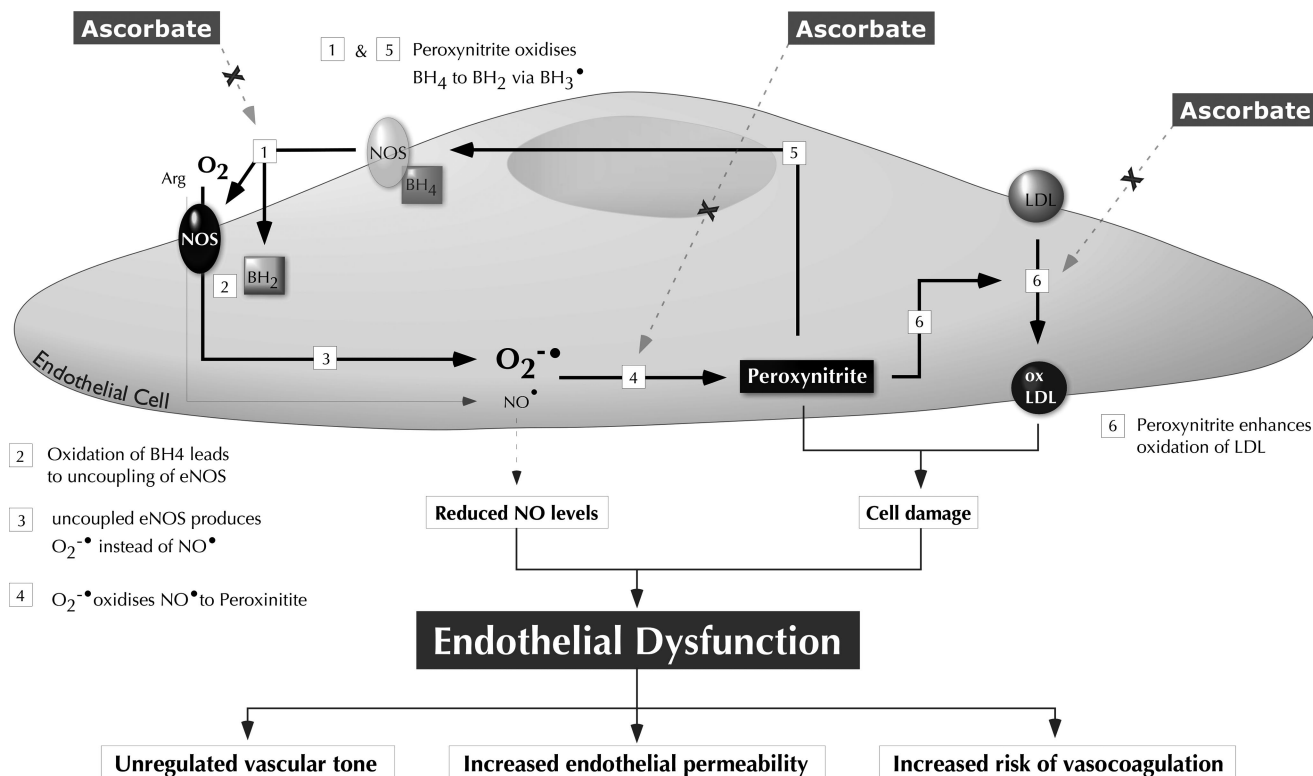 Ascorbate
1 & 5 Peroxynitrite oxidises
BH4 to BH2 via BH3•
Ascorbate
Ascorbate
1
O2
Arg
NOS
BH4
5
LDL
NOS
2
BH2
6
6
3
O2-•
4
Peroxynitrite
NO•
ox
LDL
Endothelial Cell
6 Peroxynitrite enhances
oxidation of LDL
2 Oxidation of BH4 leads
to uncoupling of eNOS
3 uncoupled eNOS produces
O2-• instead of NO•
4 O2-• oxidises NO• to Peroxinitite
Reduced NO levels
Cell damage
Endothelial Dysfunction
Unregulated vascular tone
Increased endothelial permeability
Increased risk of vasocoagulation